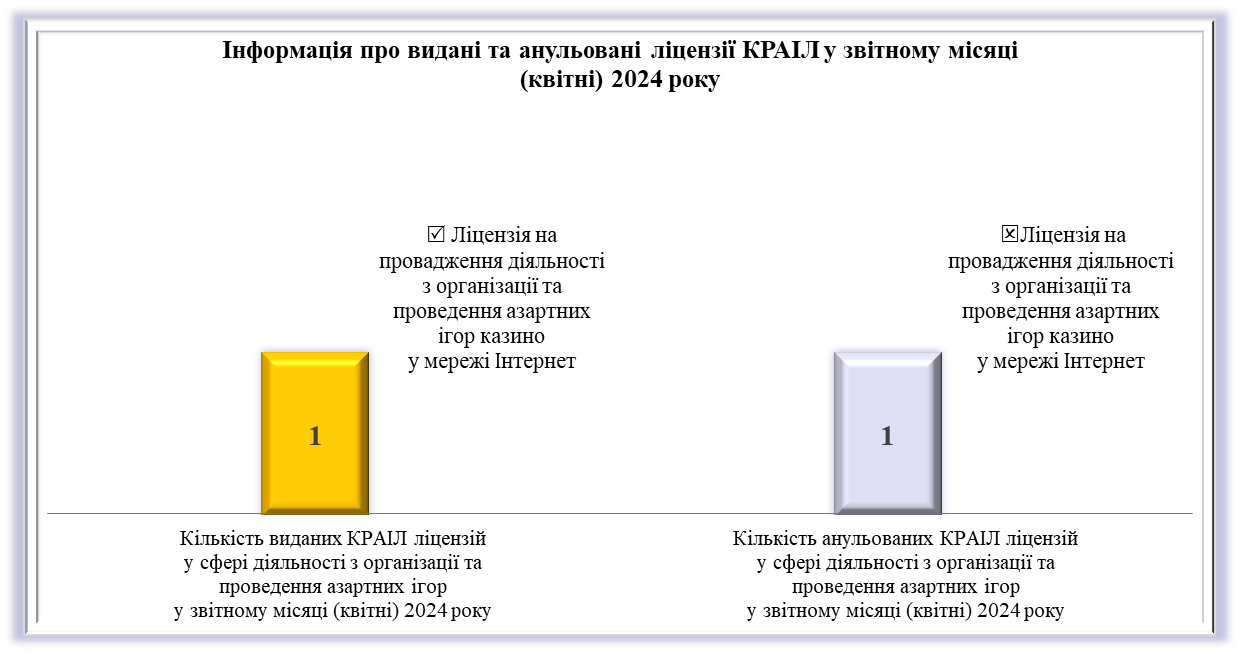 Інформація про видані та анульовані ліцензії КРАІЛ у звітному місяці
(квітні) 2024 року
☑ Ліцензія на
провадження діяльності
з організації та
проведення азартних
ігор казино
у мережі Інтернет
☒Ліцензія на
провадження діяльності
з організації та
проведення азартних
ігор казино
у мережі Інтернет
1
1
Кількість виданих КРАІЛ ліцензій
у сфері діяльності з організації та
проведення азартних ігор
у звітному місяці (квітні) 2024 року
Кількість анульованих КРАІЛ ліцензій
у сфері діяльності з організації та
проведення азартних ігор
у звітному місяці (квітні) 2024 року